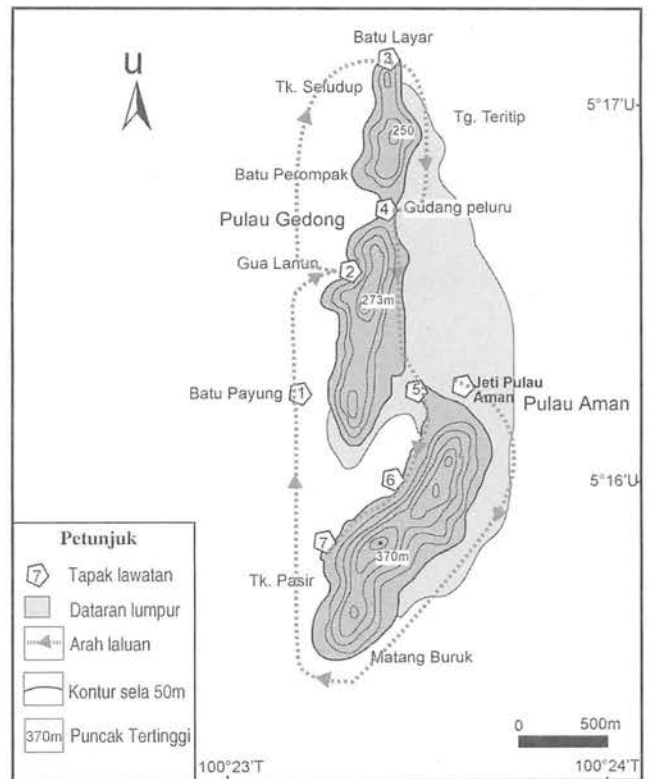 Batu Layar
3
U
Tk. Seludup
5°17'U
Tg. Teritip
250
Batu Perompak
4
Gudang peluru
Pulau Gedong
Gua Lanun
2
273m
Batu Payung
1
5
Jeti Pulau
Aman
Pulau Aman
6
5°16'U
7
370m
Tk. Pasir
Matang Buruk
Petunjuk
7 Tapak lawatan
Dataran lumpur
Arah laluan
Kontur sela 50m
370m Puncak Tertinggi
0 500m
100°23'T
100°24'T